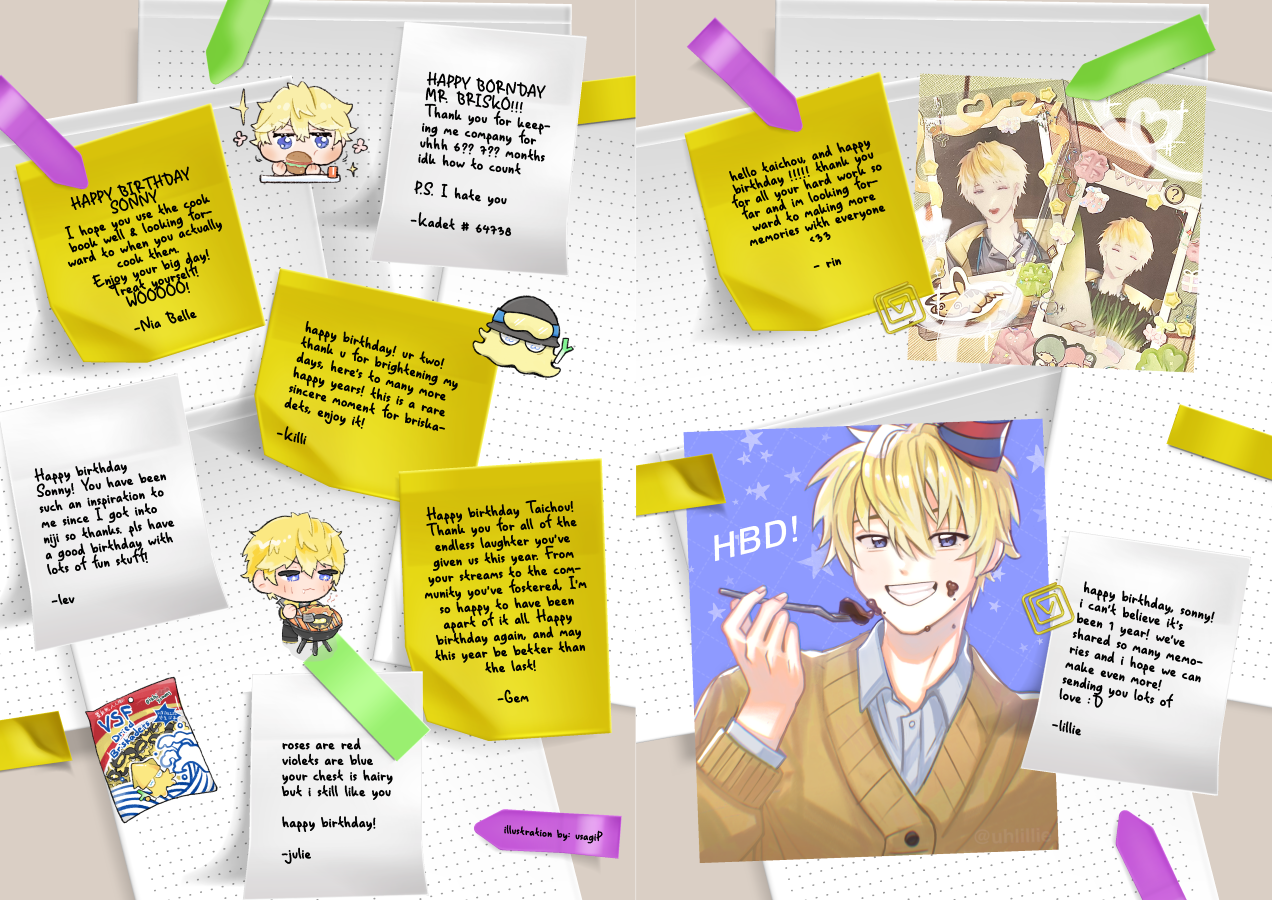 HAPPY BIRTHDAY
SONNY
I hope you use the cook
book well & looking for-
ward to when you actually
cook them.
Enjoy your big day!
Treat yourself!
WOOOOO!
-Nia Belle
HAPPY BORNDAY
MR BRISKO!!!
Thank you for keep-
ing me company for
uhhh 6?? 7?? months
idk how to count
P.S. I hate you
-Kadet # 64738
happy birthday! ur two!
thank u for brightening my
days, here's to many more
happy years! this is a rare
sincere moment for briska-
dets, enjoy it!
-killi
Happy birthday
Sonny! You have been
such an inspiration to
me since I got into
niji so thanks. pls have
a good birthday with
lots of fun stuff!
-lev
Happy birthday Taichou!
Thank you for all of the
endless laughter you've
given us this year. From
your streams to the com-
munity you've fostered, I'm
so happy to have been
apart of it all. Happy
birthday again, and may
this year be better than
the last!
-Gem
VSF
Dried
Briskaders
roses are red
violets are blue
your chest is hairy
but i still like you
happy birthday!
-julie
illustration by: usagiP
hello taichou, and happy
birthday !!!!! thank you
for all your hard work so
far and im looking for-
ward to making more
memories with everyone
<33
- rin
HBD!
@uhlillie
happy birthday, sonny!
i can't believe it's
been 1 year! we've
shared so many memo-
ries and i hope we can
make even more!
sending you lots of
love :D
-lillie